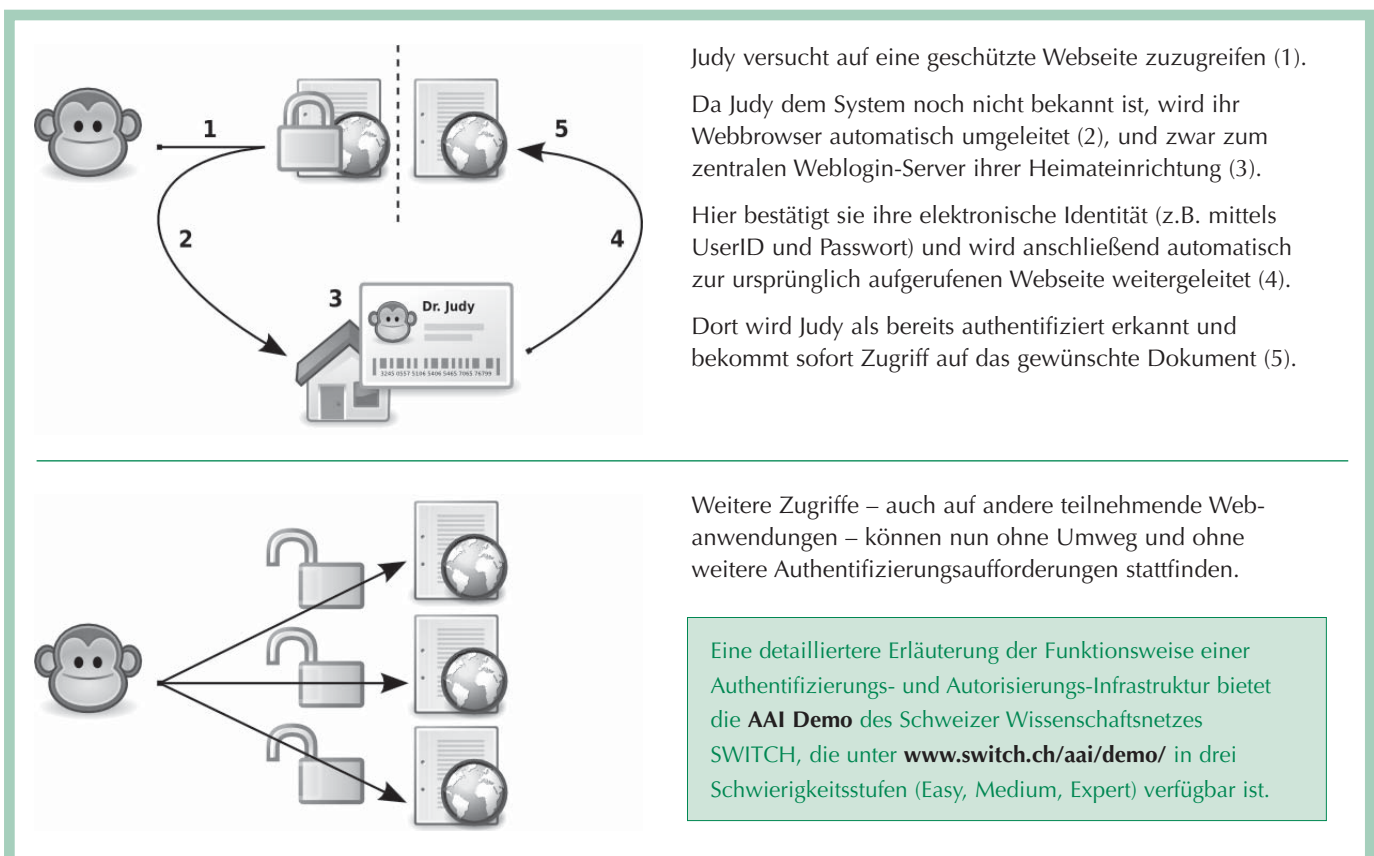 Judy versucht auf eine geschützte Webseite zuzugreifen (1).
Da Judy dem System noch nicht bekannt ist, wird ihr
Webbrowser automatisch umgeleitet (2), und zwar zum
zentralen Weblogin-Server ihrer Heimateinrichtung (3).
Hier bestätigt sie ihre elektronische Identität (z.B. mittels
UserID und Passwort) und wird anschließend automatisch
zur ursprünglich aufgerufenen Webseite weitergeleitet (4).
Dort wird Judy als bereits authentifiziert erkannt und
bekommt sofort Zugriff auf das gewünschte Dokument (5).
1
5
2
4
3
Dr. Judy
3245 0557 5106 5406 5465 7065 76799
Weitere Zugriffe – auch auf andere teilnehmende Web-
anwendungen – können nun ohne Umweg und ohne
weitere Authentifizierungsaufforderungen stattfinden.
Eine detailliertere Erläuterung der Funktionsweise einer
Authentifizierungs- und Autorisierungs-Infrastruktur bietet
die AAI Demo des Schweizer Wissenschaftsnetzes
SWITCH, die unter www.switch.ch/aai/demo/ in drei
Schwierigkeitsstufen (Easy, Medium, Expert) verfügbar ist.